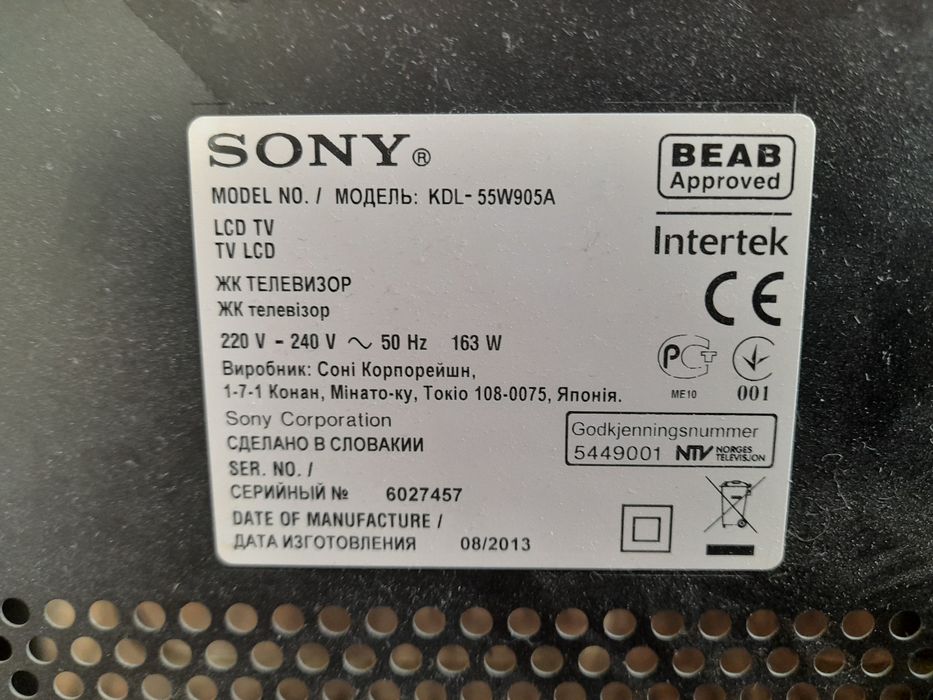 SONY®
MODEL NO. / МОДЕЛЬ: KDL- 55W905A
LCD TV
TV LCD
ЖК ТЕЛЕВИЗОР
ЖК телевізор
220 V - 240 V ～ 50 Hz 163 W
Виробник: Соні Корпорейшн,
1-7-1 Конан, Мінато-ку, Токіо 108-0075, Японія.
Sony Corporation
СДЕЛАНО В СЛОВАКИИ
SER. NO. /
СЕРИЙНЫЙ № 6027457
DATE OF MANUFACTURE /
ДАТА ИЗГОТОВЛЕНИЯ 08/2013
BEAB
Approved
Intertek
CE
РСТ
ME10 001
Godkjenningsnummer
5449001 NTV NORGES
TELEVISJON